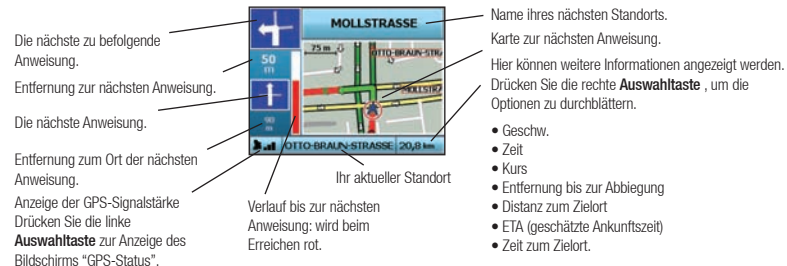 Die nächste zu befolgende
Anweisung.
Entfernung zur nächsten Anweisung.
Die nächste Anweisung.
Entfernung zum Ort der nächsten
Anweisung.
Anzeige der GPS-Signalstärke
Drücken Sie die linke
Auswahltaste zur Anzeige des
Bildschirms “GPS-Status”.
MOLLSTRASSE
50
m
90
m
75 m
OTTO-BRAUN-STR
MOLLSTR
OTTO-BRAUN-STRASSE 20,8 km
Ihr aktueller Standort
Verlauf bis zur nächsten
Anweisung: wird beim
Erreichen rot.
Name ihres nächsten Standorts.
Karte zur nächsten Anweisung.
Hier können weitere Informationen angezeigt werden.
Drücken Sie die rechte Auswahltaste , um die
Optionen zu durchblättern.
• Geschw.
• Zeit
• Kurs
• Entfernung bis zur Abbiegung
• Distanz zum Zielort
• ETA (geschätzte Ankunftszeit)
• Zeit zum Zielort.